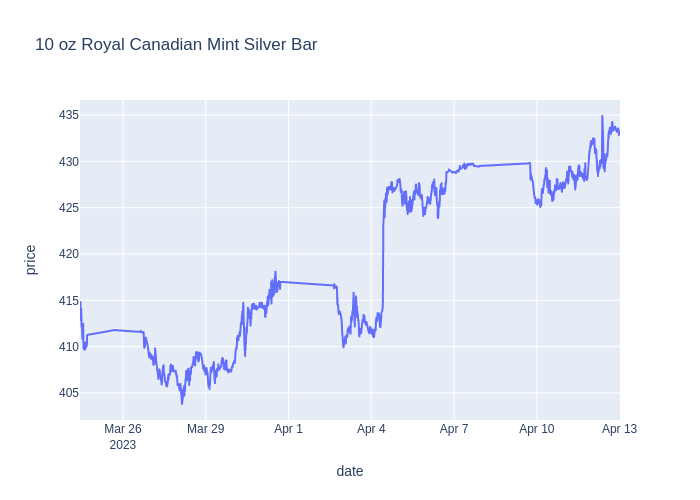 10 oz Royal Canadian Mint Silver Bar
435
430
425
420
415
410
405
price
Mar 26
2023
Mar 29
Apr 1
Apr 4
Apr 7
Apr 10
Apr 13
date